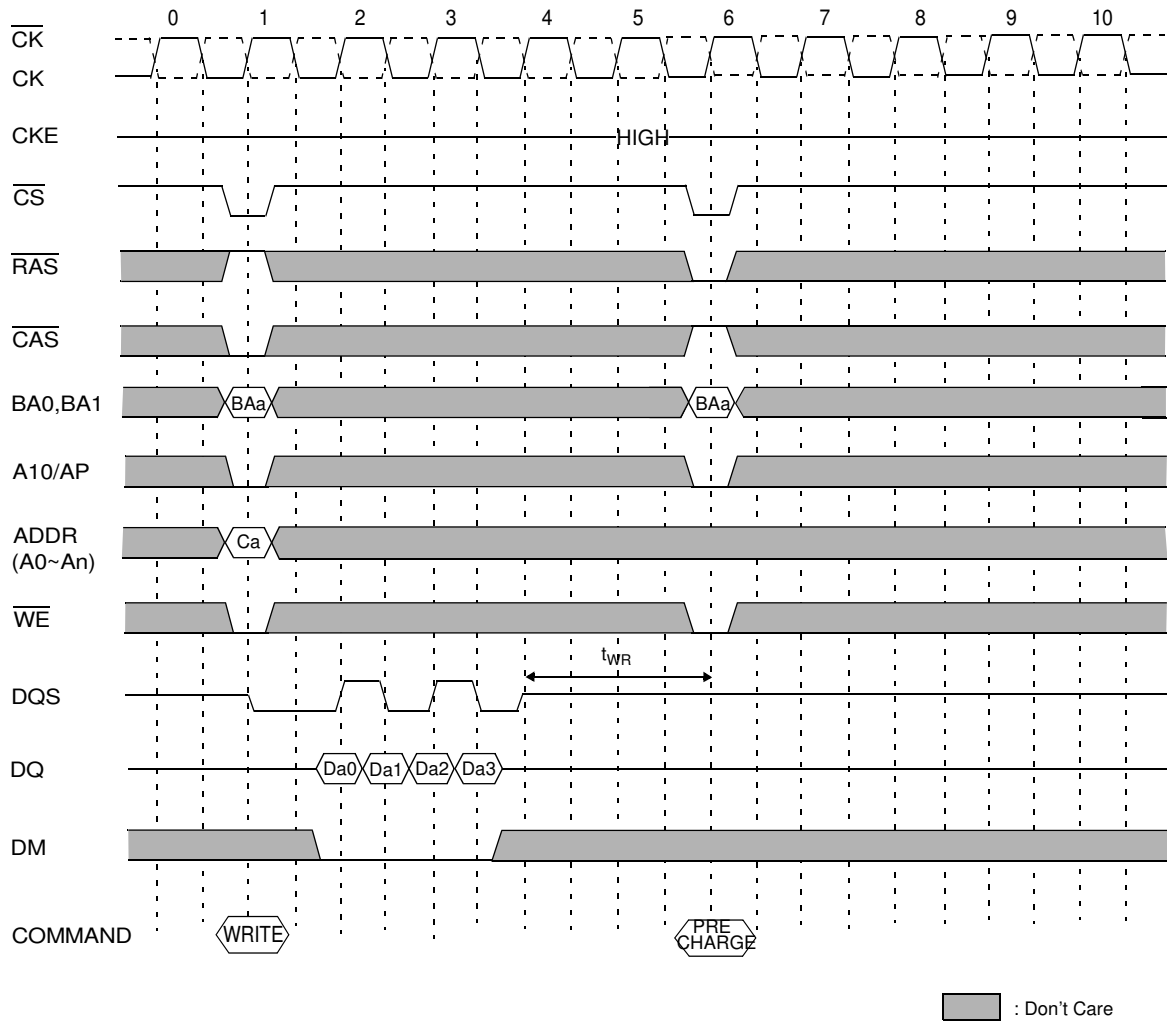 0 1 2 3 4 5 6 7 8 9 10
CK
CK
CKE
HIGH
CS
RAS
CAS
BA0,BA1
BAa
BAa
A10/AP
ADDR
(A0~An)
Ca
WE
tWR
DQS
DQ
Da0 Da1 Da2 Da3
DM
COMMAND
WRITE
PRE
CHARGE
: Don't Care